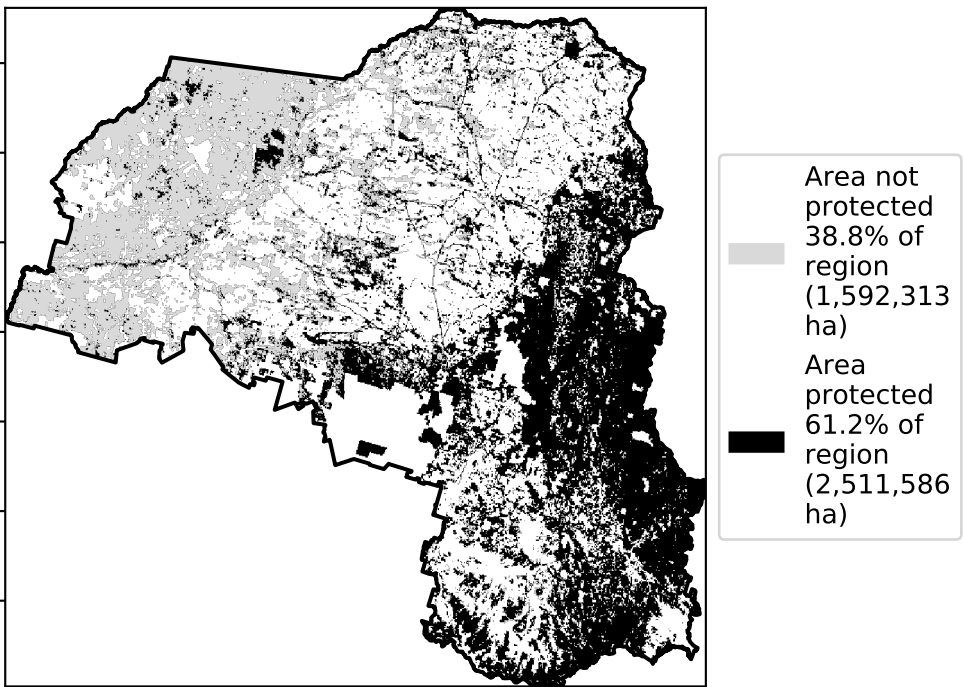 Area not
protected
38.8% of
region
(1,592,313
ha)
Area
protected
61.2% of
region
(2,511,586
ha)